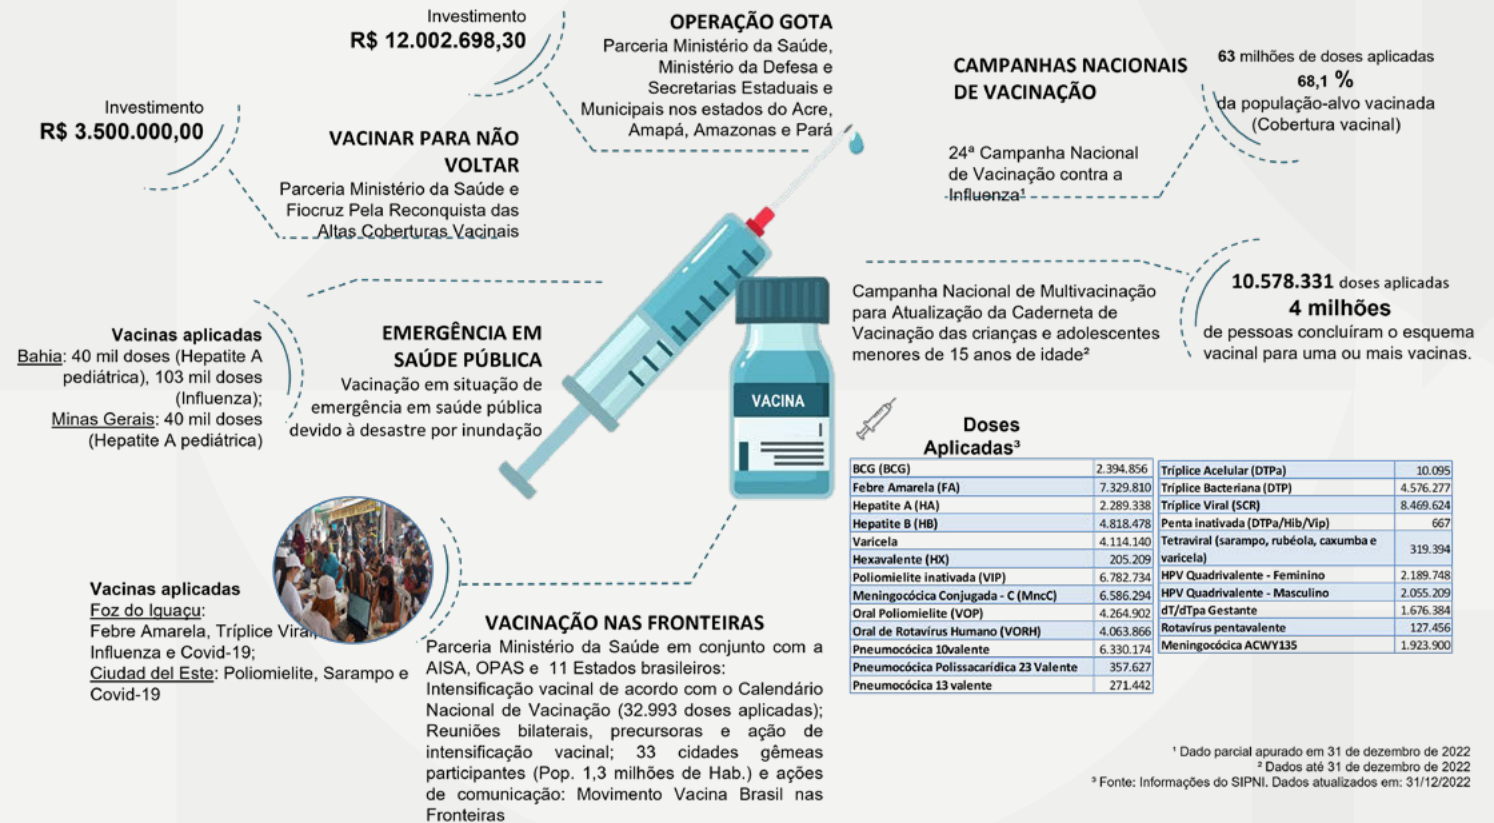 Investimento
R$ 12.002.698,30
OPERAÇÃO GOTA
Parceria Ministério da Saúde,
Ministério da Defesa e
Secretarias Estaduais e
Municipais nos estados do Acre,
Amapá, Amazonas e Pará
Investimento
R$ 3.500.000,00
VACINAR PARA NÃO
VOLTAR
Parceria Ministério da Saúde e
Fiocruz Pela Reconquista das
Altas Coberturas Vacinais
CAMPANHAS NACIONAIS
DE VACINAÇÃO
24ª Campanha Nacional
de Vacinação contra a
Influenza¹
63 milhões de doses aplicadas
68,1 %
da população-alvo vacinada
(Cobertura vacinal)
Campanha Nacional de Multivacinação
para Atualização da Caderneta de
Vacinação das crianças e adolescentes
menores de 15 anos de idade²
10.578.331 doses aplicadas
4 milhões
de pessoas concluíram o esquema
vacinal para uma ou mais vacinas.
Vacinas aplicadas
Bahia: 40 mil doses (Hepatite A
pediátrica), 103 mil doses
(Influenza);
Minas Gerais: 40 mil doses
(Hepatite A pediátrica)
EMERGÊNCIA EM
SAÚDE PÚBLICA
Vacinação em situação de
emergência em saúde pública
devido à desastre por inundação
VACINA
Vacinas aplicadas
Foz do Iguaçu:
Febre Amarela, Tríplice Viral,
Influenza e Covid-19;
Ciudad del Este: Poliomielite, Sarampo e
Covid-19
VACINAÇÃO NAS FRONTEIRAS
Parceria Ministério da Saúde em conjunto com a
AISA, OPAS e 11 Estados brasileiros:
Intensificação vacinal de acordo com o Calendário
Nacional de Vacinação (32.993 doses aplicadas);
Reuniões bilaterais, precursoras e ação de
intensificação vacinal; 33 cidades gêmeas
participantes (Pop. 1,3 milhões de Hab.) e ações
de comunicação: Movimento Vacina Brasil nas
Fronteiras
Doses
Aplicadas³
BCG (BCG) 2.394.856
Febre Amarela (FA) 7.329.810
Hepatite A (HA) 2.289.338
Hepatite B (HB) 4.818.478
Varicela 4.114.140
Hexavalente (HX) 205.209
Poliomielite inativada (VIP) 6.782.734
Meningocócica Conjugada - C (MncC) 6.586.294
Oral Poliomielite (VOP) 4.264.902
Oral de Rotavírus Humano (VORH) 4.063.866
Pneumocócica 10valente 6.330.174
Pneumocócica Polissacarídica 23 Valente 357.627
Pneumocócica 13 valente 271.442
Tríplice Acelular (DTPa) 10.095
Tríplice Bacteriana (DTP) 4.576.277
Tríplice Viral (SCR) 8.469.624
Penta inativada (DTPa/Hib/Vip) 667
Tetraviral (sarampo, rubéola, caxumba e
varicela) 319.394
HPV Quadrivalente - Feminino 2.189.748
HPV Quadrivalente - Masculino 2.055.209
dT/dTpa Gestante 1.676.384
Rotavírus pentavalente 127.456
Meningocócica ACWY135 1.923.900
¹ Dado parcial apurado em 31 de dezembro de 2022
² Dados até 31 de dezembro de 2022
³ Fonte: Informações do SIPNI. Dados atualizados em: 31/12/2022